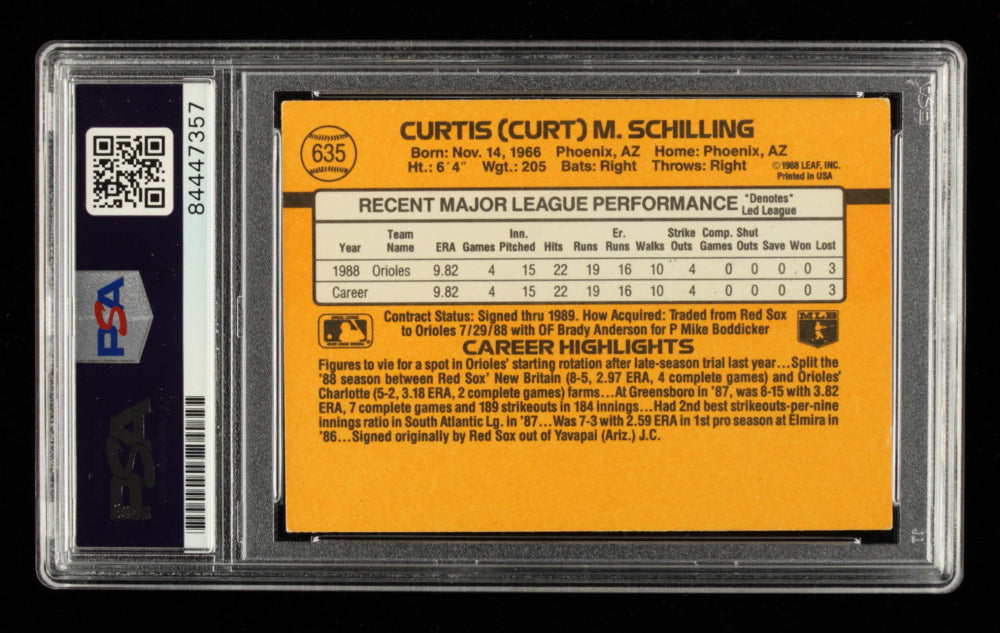 84447357
PSA
PSA
635
CURTIS (CURT) M. SCHILLING
Born: Nov. 14, 1966 Phoenix, AZ Home: Phoenix, AZ
Ht.: 6'4" Wgt.: 205 Bats: Right Throws: Right
©1988 LEAF, INC.
Printed in USA
RECENT MAJOR LEAGUE PERFORMANCE *Denotes*
Led League
Team Inn. Er. Strike Comp. Shut
Year Name ERA Games Pitched Hits Runs Runs Walks Outs Games Outs Save Won Lost
1988 Orioles 9.82 4 15 22 19 16 10 4 0 0 0 0 3
Career 9.82 4 15 22 19 16 10 4 0 0 0 0 3
Contract Status: Signed thru 1989. How Acquired: Traded from Red Sox
to Orioles 7/29/88 with OF Brady Anderson for P Mike Boddicker
MLB
CAREER HIGHLIGHTS
Figures to vie for a spot in Orioles' starting rotation after late-season trial last year...Split the
'88 season between Red Sox' New Britain (8-5, 2.97 ERA, 4 complete games) and Orioles'
Charlotte (5-2, 3.18 ERA, 2 complete games) farms...At Greensboro in '87, was 8-15 with 3.82
ERA, 7 complete games and 189 strikeouts in 184 innings...Had 2nd best strikeouts-per-nine
innings ratio in South Atlantic Lg. in '87...Was 7-3 with 2.59 ERA in 1st pro season at Elmira in
'86...Signed originally by Red Sox out of Yavapai (Ariz.) J.C.